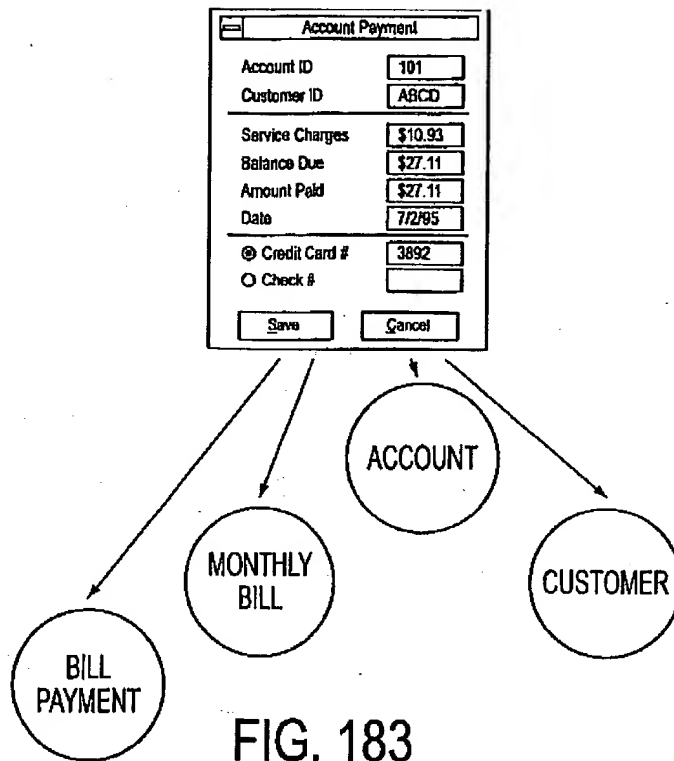 Account Payment
Account ID 101
Customer ID ABCD
Service Charges $10.93
Balance Due $27.11
Amount Paid $27.11
Date 7/2/95
Credit Card # 3892
Check #
Save Cancel
ACCOUNT
MONTHLY
BILL
CUSTOMER
BILL
PAYMENT
FIG. 183